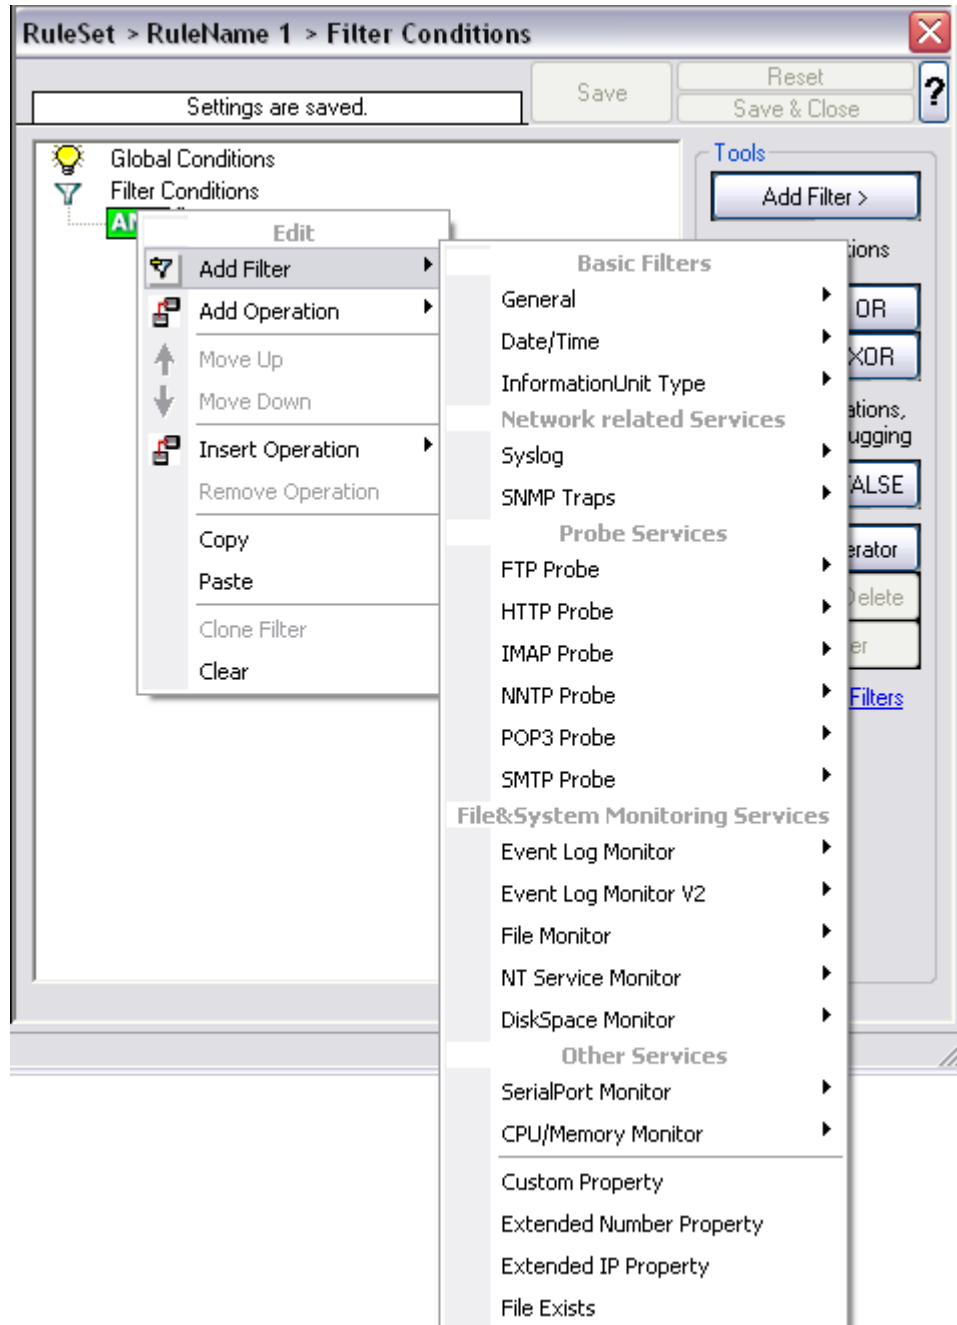 RuleSet > RuleName 1 > Filter Conditions
Save
Reset
Save & Close
?
Settings are saved.
Global Conditions
Filter Conditions
Tools
Add Filter >
OR
XOR
ugging
Filters
Edit
Add Filter
Add Operation
Move Up
Move Down
Insert Operation
Remove Operation
Copy
Paste
Clone Filter
Clear
Basic Filters
General
Date/Time
InformationUnit Type
Network related Services
Syslog
SNMP Traps
Probe Services
FTP Probe
HTTP Probe
IMAP Probe
NNTP Probe
POP3 Probe
SMTP Probe
File&System Monitoring Services
Event Log Monitor
Event Log Monitor V2
File Monitor
NT Service Monitor
DiskSpace Monitor
Other Services
SerialPort Monitor
CPU/Memory Monitor
Custom Property
Extended Number Property
Extended IP Property
File Exists